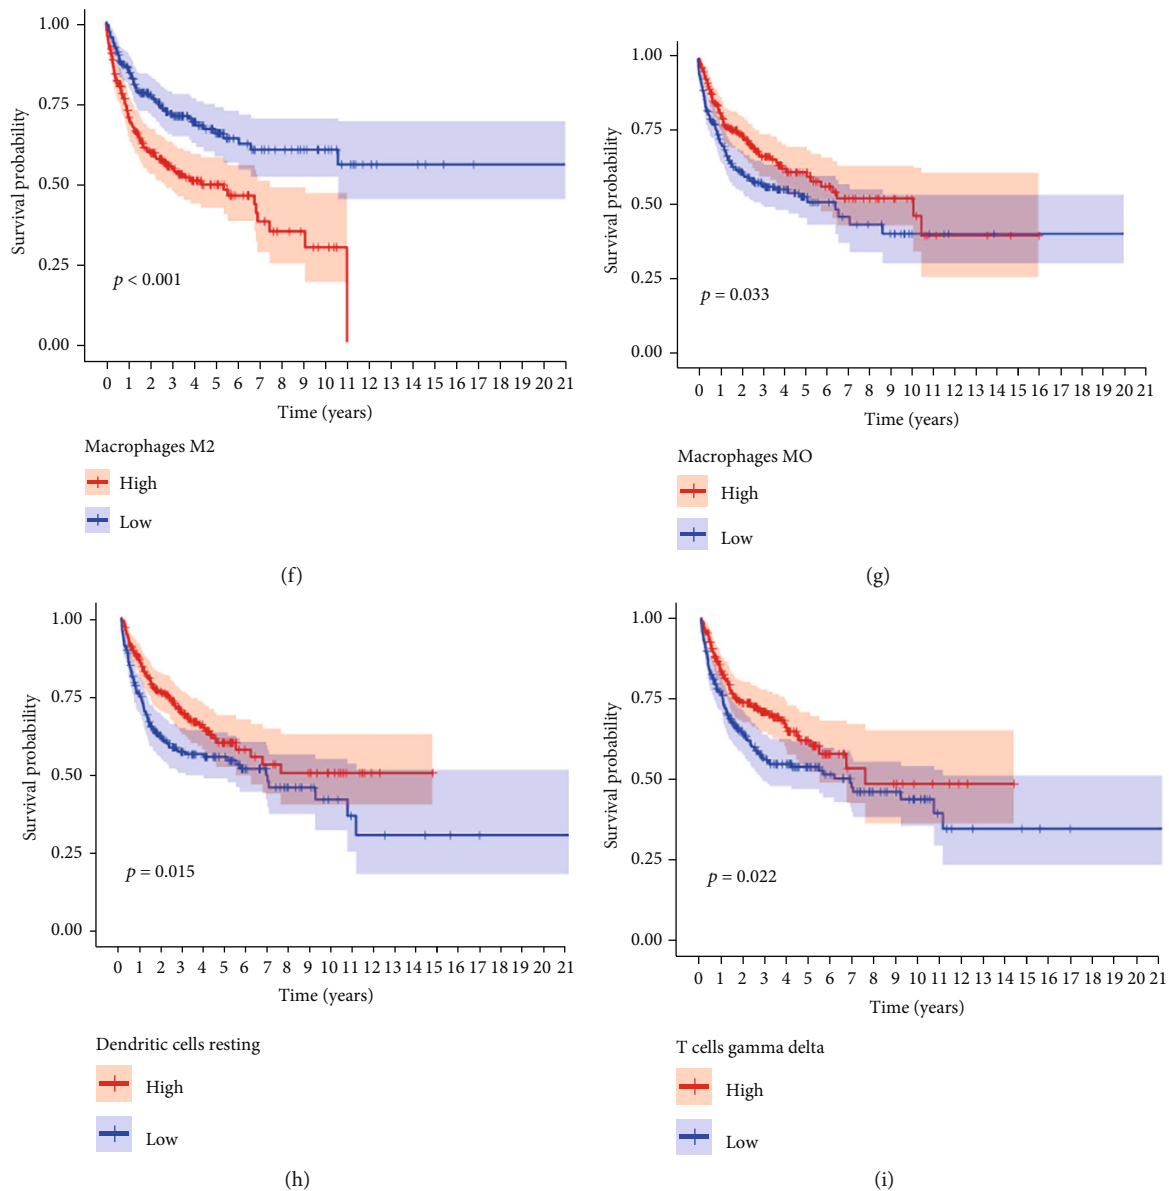 1.00
0.75
0.50
0.25
0.00
Survival probability
p < 0.001
0 1 2 3 4 5 6 7 8 9 10 11 12 13 14 15 16 17 18 19 20 21
Time (years)
Macrophages M2
High
Low
(f)
1.00
0.75
0.50
0.25
0.00
Survival probability
p = 0.033
0 1 2 3 4 5 6 7 8 9 10 11 12 13 14 15 16 17 18 19 20 21
Time (years)
Macrophages MO
High
Low
(g)
1.00
0.75
0.50
0.25
0.00
Survival probability
p = 0.015
0 1 2 3 4 5 6 7 8 9 10 11 12 13 14 15 16 17 18 19 20 21
Time (years)
Dendritic cells resting
High
Low
(h)
1.00
0.75
0.50
0.25
0.00
Survival probability
p = 0.022
0 1 2 3 4 5 6 7 8 9 10 11 12 13 14 15 16 17 18 19 20 21
Time (years)
T cells gamma delta
High
Low
(i)